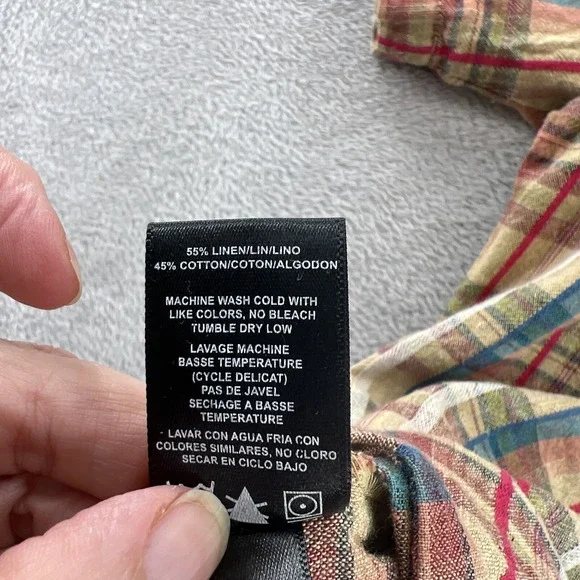 55% LINEN/LIN/LINO
45% COTTON/COTON/ALGODON
MACHINE WASH COLD WITH
LIKE COLORS, NO BLEACH
TUMBLE DRY LOW
LAVAGE MACHINE
BASSE TEMPERATURE
(CYCLE DELICAT)
PAS DE JAVEL
SECHAGE A BASSE
TEMPERATURE
LAVAR CON AGUA FRIA CON
COLORES SIMILARES, NO CLORO
SECAR EN CICLO BAJO